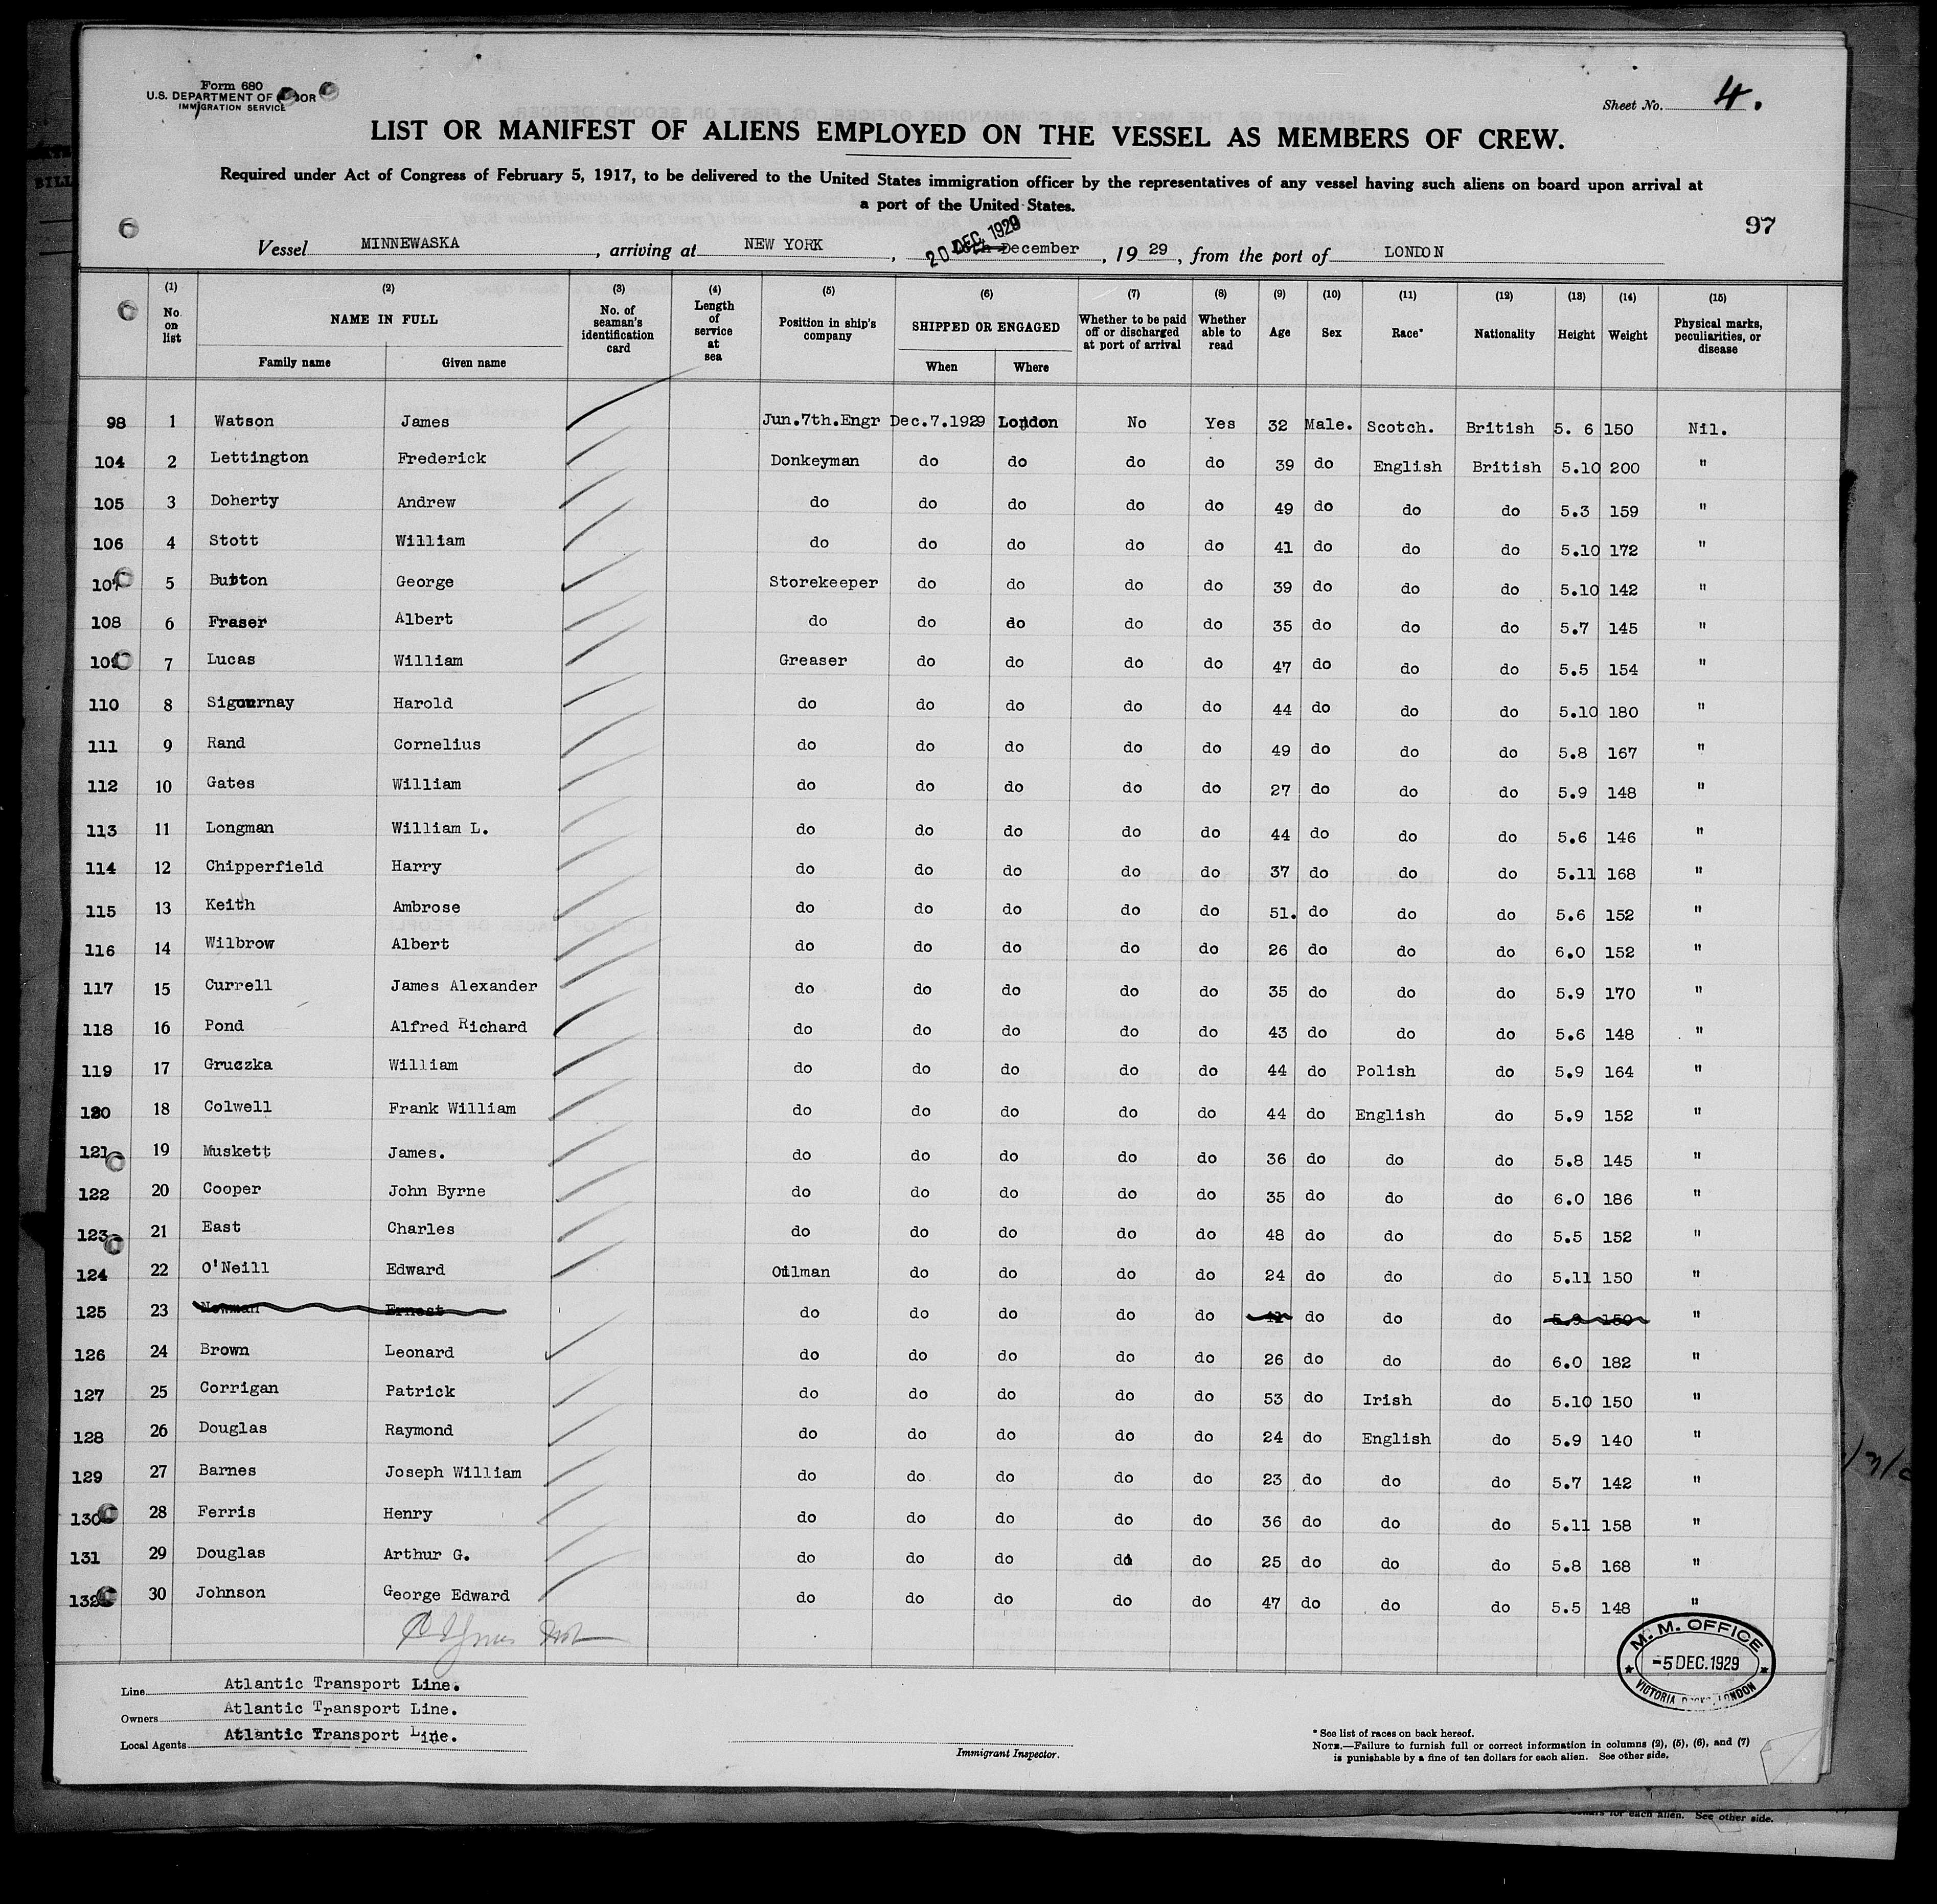 Form 680
U.S. DEPARTMENT OF
IMMIGRATION SERVICE
Sheet No. 4.
LIST OR MANIFEST OF ALIENS EMPLOYED ON THE VESSEL AS MEMBERS OF CREW.
Required under Act of Congress of February 5, 1917, to be delivered to the United States immigration officer by the representatives of any vessel having such aliens on board upon arrival at
a port of the United States.
97
20 DEC. 1929
Vessel MINNEWASKA, arriving at NEW YORK, December, 1929, from the port of LONDON
(1) (2) (3) (4) (5) (6) (7) (8) (9) (10) (11) (12) (13) (14) (15)
No. on list NAME IN FULL Family name Given name No. of seaman's identification card Length of service at sea Position in ship's company SHIPPED OR ENGAGED When Where Whether to be paid off or discharged at port of arrival Whether able to read Age Sex Race* Nationality Height Weight Physical marks, peculiarities, or disease
98 1 Watson James Jun.7th.Engr Dec.7.1929 London No Yes 32 Male. Scotch. British 5. 6 150 Nil.
104 2 Lettington Frederick Donkeyman do do do do 39 do English British 5.10 200 "
105 3 Doherty Andrew do do do do do 49 do do do 5.3 159 "
106 4 Stott William do do do do do 41 do do do 5.10 172 "
107 5 Button George Storekeeper do do do do 39 do do do 5.10 142 "
108 6 Fraser Albert do do do do do 35 do do do 5.7 145 "
109 7 Lucas William Greaser do do do do 47 do do do 5.5 154 "
110 8 Sigournay Harold do do do do do 44 do do do 5.10 180 "
111 9 Rand Cornelius do do do do do 49 do do do 5.8 167 "
112 10 Gates William do do do do do 27 do do do 5.9 148 "
113 11 Longman William L. do do do do do 44 do do do 5.6 146 "
114 12 Chipperfield Harry do do do do do 37 do do do 5.11 168 "
115 13 Keith Ambrose do do do do do 51. do do do 5.6 152 "
116 14 Wilbrow Albert do do do do do 26 do do do 6.0 152 "
117 15 Currell James Alexander do do do do do 35 do do do 5.9 170 "
118 16 Pond Alfred Richard do do do do do 43 do do do 5.6 148 "
119 17 Gruczka William do do do do do 44 do Polish do 5.9 164 "
120 18 Colwell Frank William do do do do do 44 do English do 5.9 152 "
121 19 Muskett James. do do do do do 36 do do do 5.8 145 "
122 20 Cooper John Byrne do do do do do 35 do do do 6.0 186 "
123 21 East Charles do do do do do 48 do do do 5.5 152 "
124 22 O'Neill Edward Oilman do do do do 24 do do do 5.11 150 "
125 23 Newman Ernest do do do do do 41 do do do 5.9 150 "
126 24 Brown Leonard do do do do do 26 do do do 6.0 182 "
127 25 Corrigan Patrick do do do do do 53 do Irish do 5.10 150 "
128 26 Douglas Raymond do do do do do 24 do English do 5.9 140 "
129 27 Barnes Joseph William do do do do do 23 do do do 5.7 142 "
130 28 Ferris Henry do do do do do 36 do do do 5.11 158 "
131 29 Douglas Arthur G. do do do do do 25 do do do 5.8 168 "
132 30 Johnson George Edward do do do do do 47 do do do 5.5 148 "
M. M. OFFICE
-5 DEC. 1929
VICTORIA DOCKS, LONDON
Line Atlantic Transport Line.
Owners Atlantic Transport Line.
Local Agents Atlantic Transport Line.
Immigrant Inspector.
* See list of races on back hereof.
NOTE.—Failure to furnish full or correct information in columns (2), (5), (6), and (7)
is punishable by a fine of ten dollars for each alien. See other side.
for each alien. See other side.